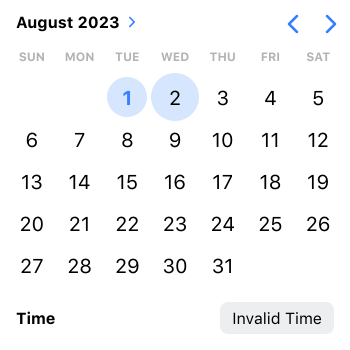 August 2023
SUN MON TUE WED THU FRI SAT
1 2 3 4 5
6 7 8 9 10 11 12
13 14 15 16 17 18 19
20 21 22 23 24 25 26
27 28 29 30 31
Time Invalid Time